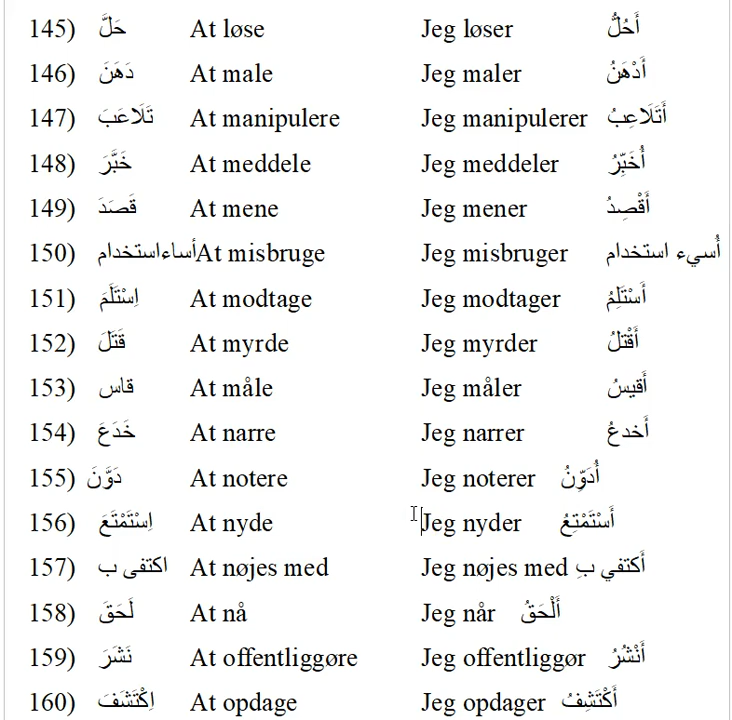 145) حَلَّ At løse Jeg løser أَحُلُّ
146) دَهَنَ At male Jeg maler أَدْهَنُ
147) تَلَاعَبَ At manipulere Jeg manipulerer أَتَلَاعِبُ
148) خَبَّرَ At meddele Jeg meddeler أُخَبِّرُ
149) قَصَدَ At mene Jeg mener أَقْصِدُ
150) أساءاستخدام At misbruge Jeg misbruger أُسيء استخدام
151) اِسْتَلَمَ At modtage Jeg modtager أَسْتَلِمُ
152) قَتَلَ At myrde Jeg myrder أَقْتلُ
153) قاس At måle Jeg måler أَقيسُ
154) خَدَعَ At narre Jeg narrer أَخدعُ
155) دَوَّنَ At notere Jeg noterer أُدَوِّنُ
156) اِسْتَمْتَعَ At nyde Jeg nyder أَسْتَمْتِعُ
157) اكتفى ب At nøjes med Jeg nøjes med أَكتفي بِ
158) لَحَقَ At nå Jeg når أَلْحَقُ
159) نَشَرَ At offentliggøre Jeg offentliggør أَنْشُرُ
160) اِكْتَشَفَ At opdage Jeg opdager أَكْتَشِفُ